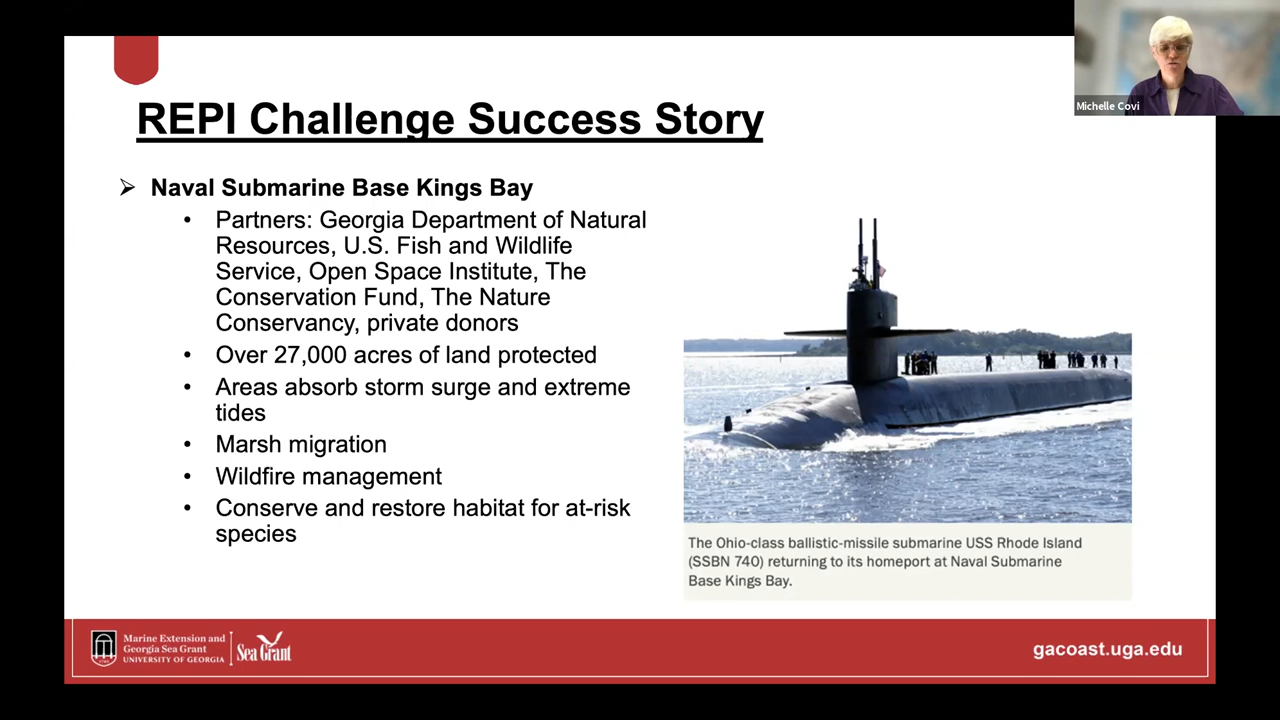 Michelle Covi
REPI Challenge Success Story
➢ Naval Submarine Base Kings Bay
• Partners: Georgia Department of Natural
Resources, U.S. Fish and Wildlife
Service, Open Space Institute, The
Conservation Fund, The Nature
Conservancy, private donors
• Over 27,000 acres of land protected
• Areas absorb storm surge and extreme
tides
• Marsh migration
• Wildfire management
• Conserve and restore habitat for at-risk
species
The Ohio-class ballistic-missile submarine USS Rhode Island
(SSBN 740) returning to its homeport at Naval Submarine
Base Kings Bay.
Marine Extension and
Georgia Sea Grant
UNIVERSITY OF GEORGIA
Sea Grant
gacoast.uga.edu